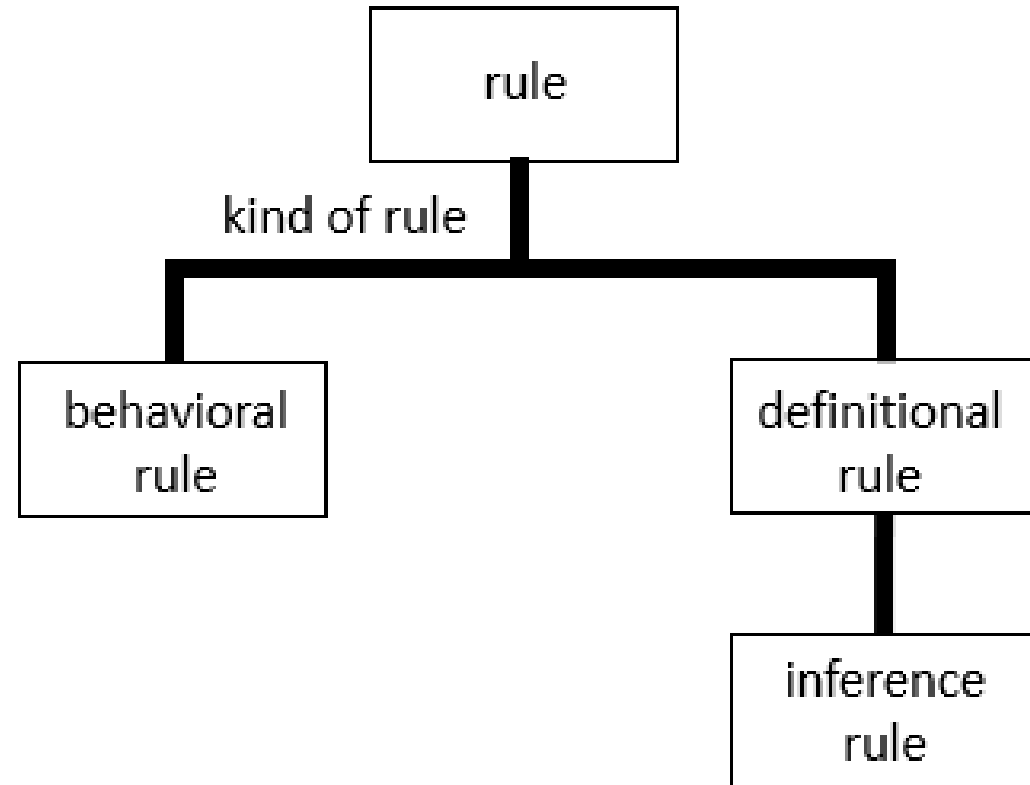 rule
kind of rule
behavioral
rule
definitional
rule
inference
rule